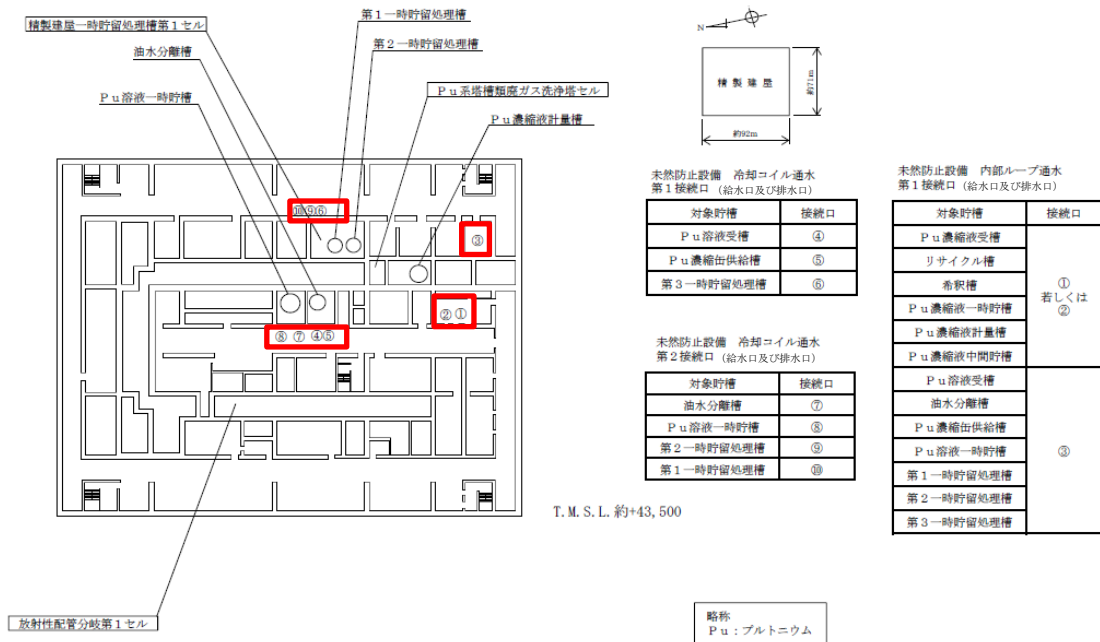 精製建屋一時貯留処理槽第１セル
油水分離槽
Ｐｕ溶液一時貯槽
第１一時貯留処理槽
第２一時貯留処理槽
Ｐｕ系塔槽類廃ガス洗浄塔セル
Ｐｕ濃縮液計量槽
⑩⑨⑥
③
② ①
⑧ ⑦ ④⑤
放射性配管分岐第１セル
T.M.S.L.約+43,500
N
精製建屋
約71m
約92m
未然防止設備 冷却コイル通水
第１接続口（給水口及び排水口）
対象貯槽 接続口
Ｐｕ溶液受槽 ④
Ｐｕ濃縮缶供給槽 ⑤
第３一時貯留処理槽 ⑥
未然防止設備 冷却コイル通水
第２接続口（給水口及び排水口）
対象貯槽 接続口
油水分離槽 ⑦
Ｐｕ溶液一時貯槽 ⑧
第２一時貯留処理槽 ⑨
第１一時貯留処理槽 ⑩
未然防止設備 内部ループ通水
第１接続口（給水口及び排水口）
対象貯槽 接続口
Ｐｕ濃縮液受槽
リサイクル槽
希釈槽
Ｐｕ濃縮液一時貯槽
Ｐｕ濃縮液計量槽
Ｐｕ濃縮液中間貯槽
①
若しくは
②
Ｐｕ溶液受槽
油水分離槽
Ｐｕ濃縮缶供給槽
Ｐｕ溶液一時貯槽
第１一時貯留処理槽
第２一時貯留処理槽
第３一時貯留処理槽
③
略称
Ｐｕ：プルトニウム